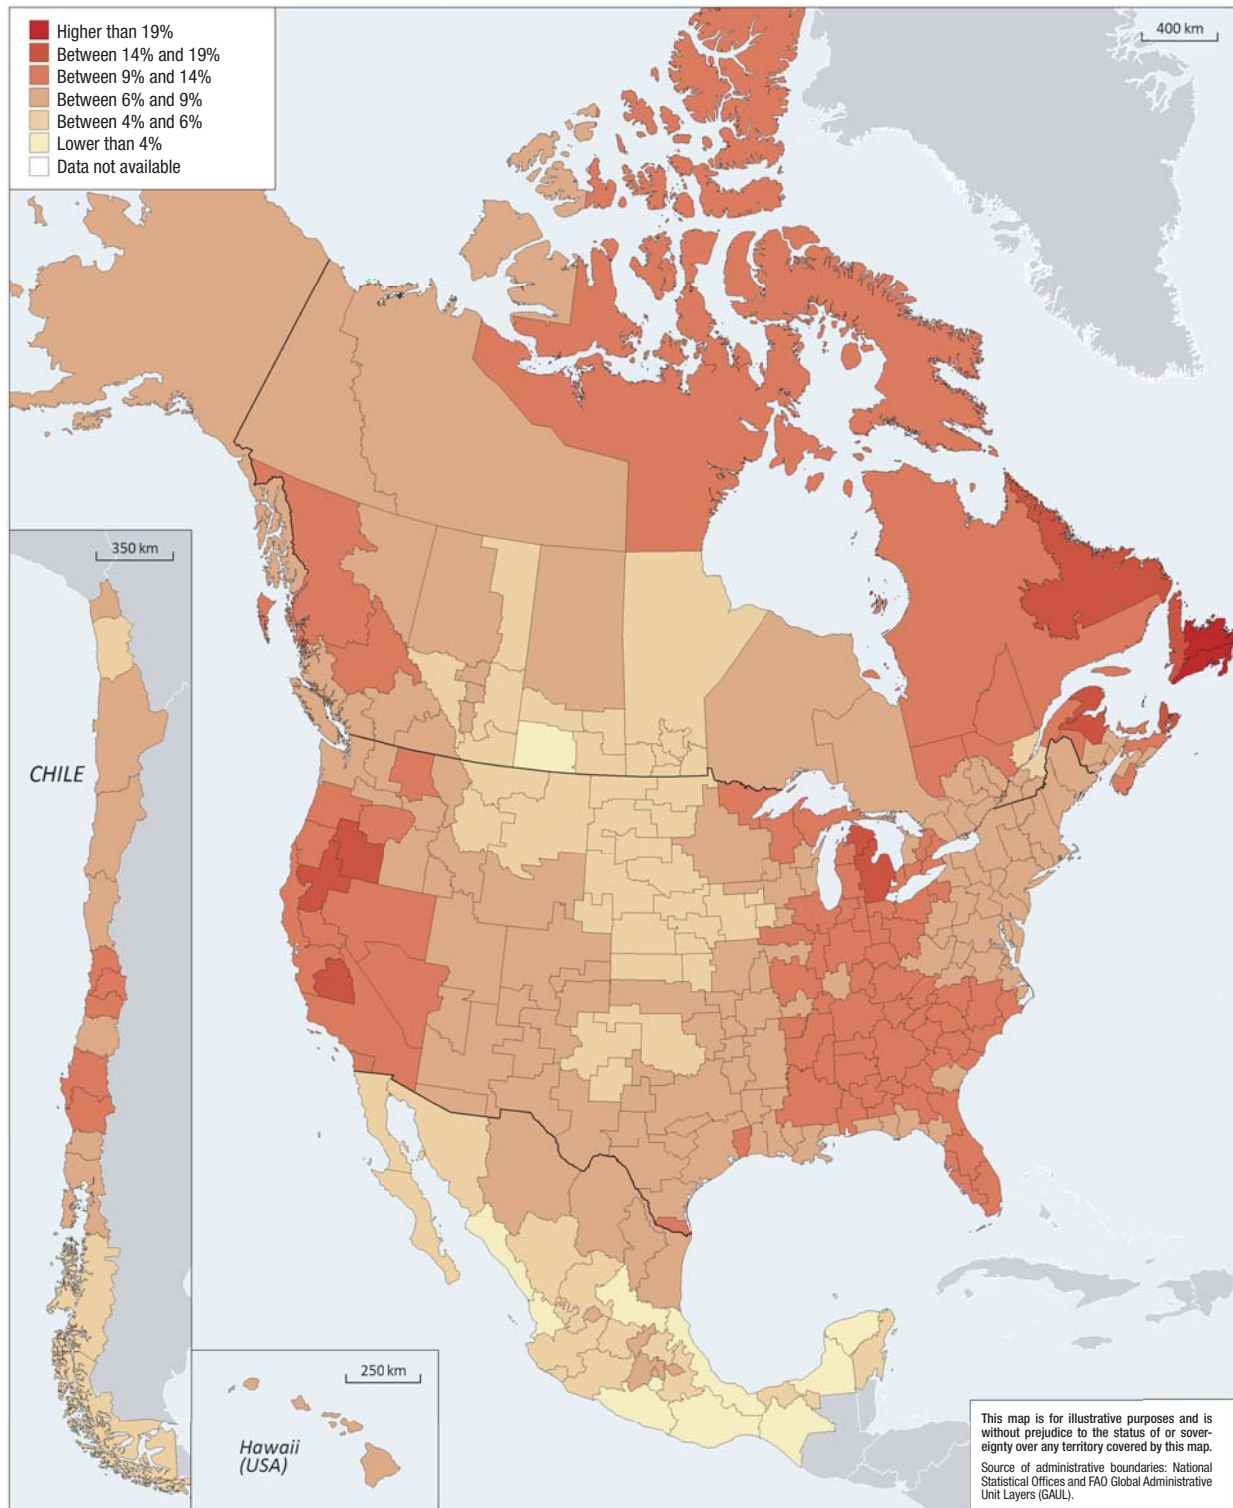 Higher than 19%
Between 14% and 19%
Between 9% and 14%
Between 6% and 9%
Between 4% and 6%
Lower than 4%
Data not available
400 km
350 km
CHILE
250 km
Hawaii
(USA)
This map is for illustrative purposes and is
without prejudice to the status of or sover-
eignty over any territory covered by this map.
Source of administrative boundaries: National
Statistical Offices and FAO Global Administrative
Unit Layers (GAUL).